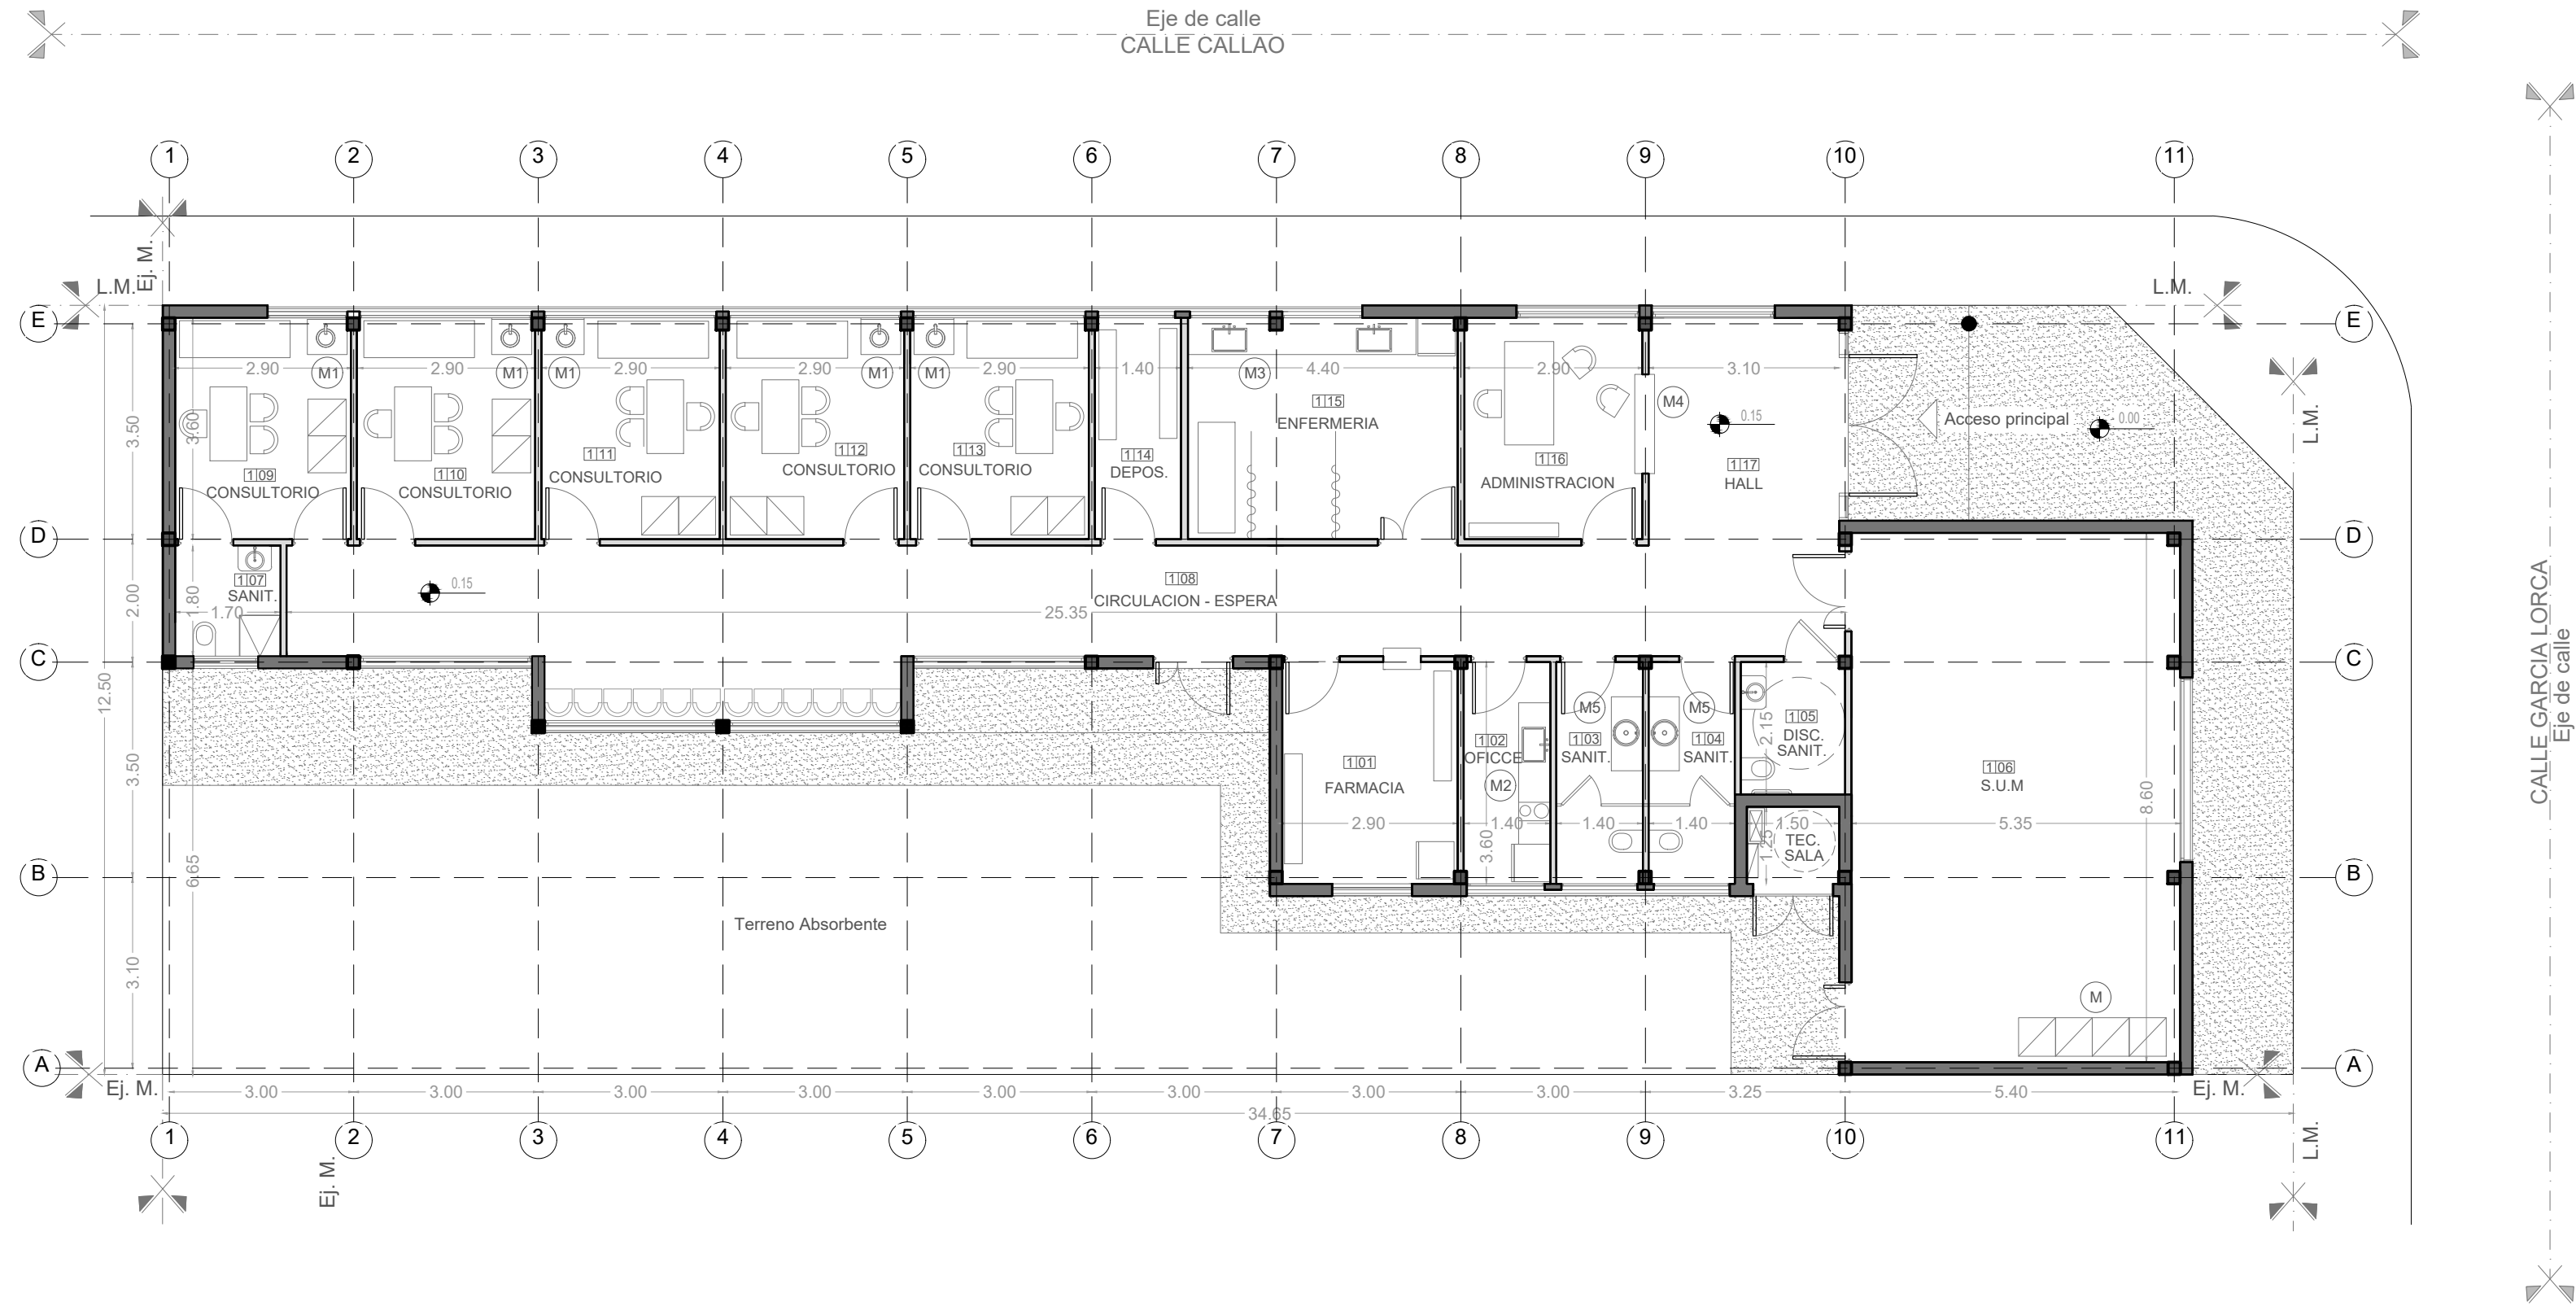 Eje de calle
CALLE CALLAO
1 2 3 4 5 6 7 8 9 10 11
Ej. M.
L.M.
L.M.
E
E
2.90 M1 2.90 M1 M1 2.90 2.90 M1 M1 2.90 1.40 M3 4.40 2.90 3.10
M4
L.M.
3.50
3.60
1 15
ENFERMERIA
0.15
Acceso principal
0.00
1 09
CONSULTORIO
1 10
CONSULTORIO
1 11
CONSULTORIO
1 12
CONSULTORIO
1 13
CONSULTORIO
1 14
DEPOS.
1 16
ADMINISTRACION
1 17
HALL
D
D
2.00
1 07
SANIT.
1.80
1.70
0.15
1 08
CIRCULACION - ESPERA
25.35
CALLE GARCIA LORCA
Eje de calle
C
C
12.50
3.50
1 01
FARMACIA
2.90
1 02
OFICCE
M2
1.40
3.60
M5
1 03
SANIT.
1.40
M5
1 04
SANIT.
1.40
2.15
1 05
DISC.
SANIT.
1.50
1.25
TEC.
SALA
1 06
S.U.M
5.35
8.60
B
B
6.65
Terreno Absorbente
3.10
M
A
A
Ej. M.
Ej. M.
3.00 3.00 3.00 3.00 3.00 3.00 3.00 3.00 3.25 5.40
34.65
1 2 3 4 5 6 7 8 9 10 11
Ej. M.
L.M.